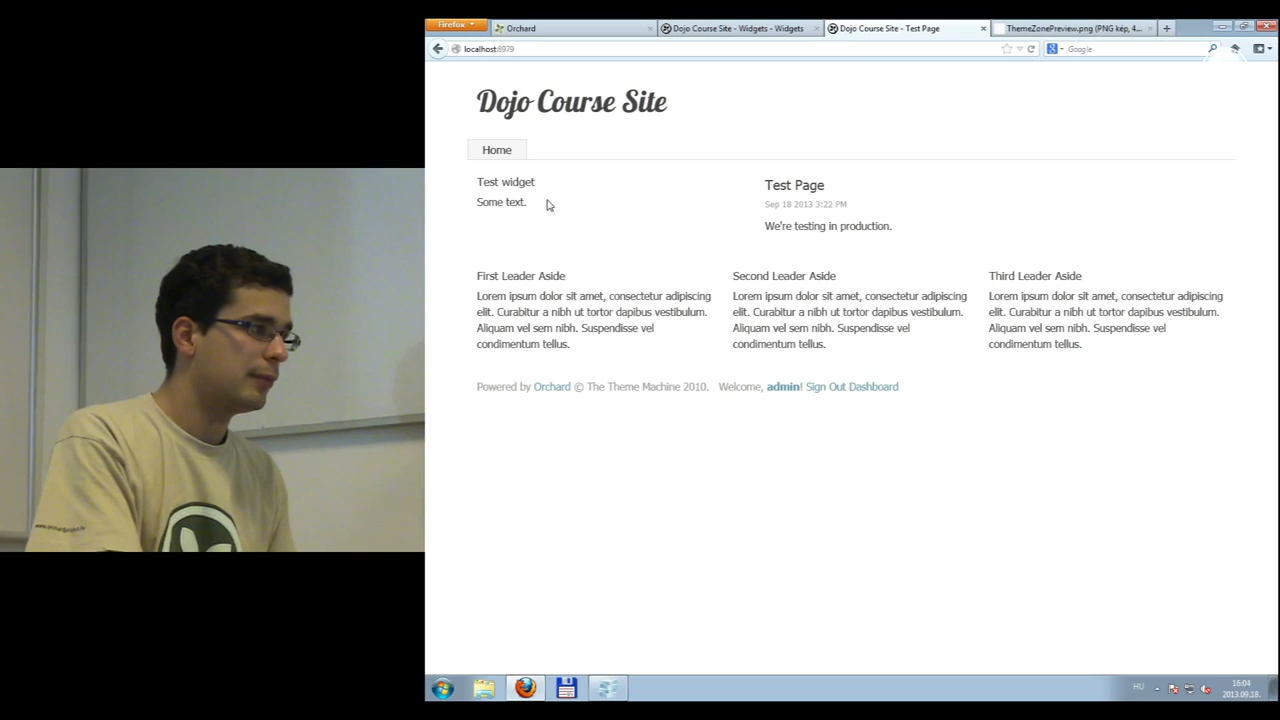 Firefox
Orchard
Dojo Course Site - Widgets - Widgets
Dojo Course Site - Test Page
ThemeZonePreview.png (PNG kép, 4...
localhost:8979
Google
Dojo Course Site
Home
Test widget
Some text.
Test Page
Sep 18 2013 3:22 PM
We're testing in production.
First Leader Aside
Lorem ipsum dolor sit amet, consectetur adipiscing
elit. Curabitur a nibh ut tortor dapibus vestibulum.
Aliquam vel sem nibh. Suspendisse vel
condimentum tellus.
Second Leader Aside
Lorem ipsum dolor sit amet, consectetur adipiscing
elit. Curabitur a nibh ut tortor dapibus vestibulum.
Aliquam vel sem nibh. Suspendisse vel
condimentum tellus.
Third Leader Aside
Lorem ipsum dolor sit amet, consectetur adipiscing
elit. Curabitur a nibh ut tortor dapibus vestibulum.
Aliquam vel sem nibh. Suspendisse vel
condimentum tellus.
Powered by Orchard © The Theme Machine 2010. Welcome, admin! Sign Out Dashboard
HU
16:04
2013.09.18.